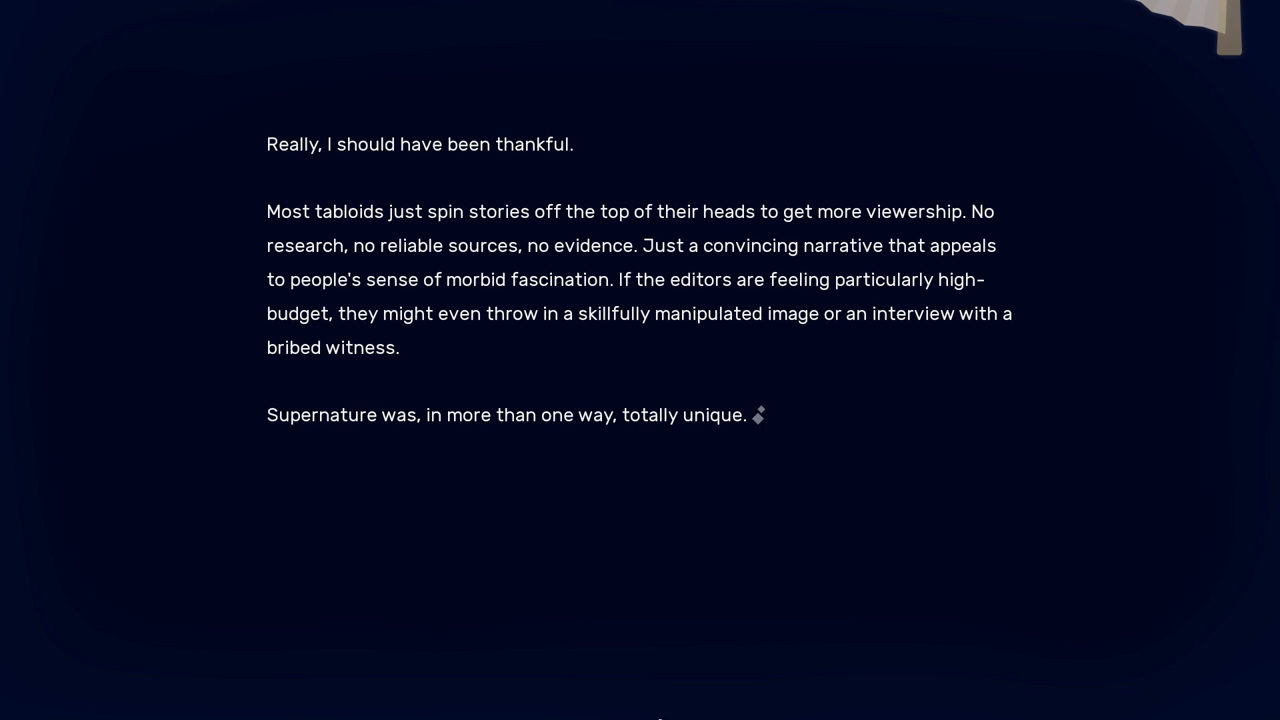 Really, I should have been thankful.
Most tabloids just spin stories off the top of their heads to get more viewership. No
research, no reliable sources, no evidence. Just a convincing narrative that appeals
to people's sense of morbid fascination. If the editors are feeling particularly high-
budget, they might even throw in a skillfully manipulated image or an interview with a
bribed witness.
Supernature was, in more than one way, totally unique.